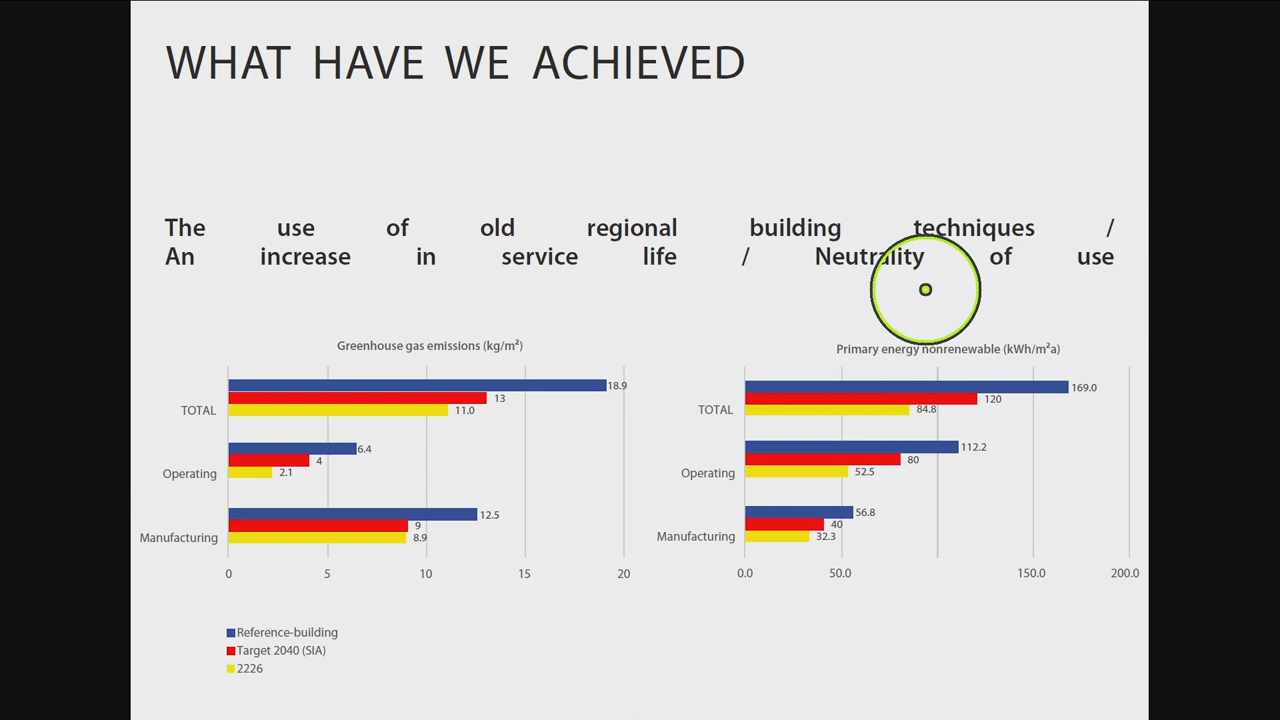 WHAT HAVE WE ACHIEVED
The use of old regional building techniques /
An increase in service life / Neutrality of use
Greenhouse gas emissions (kg/m²)
TOTAL
18.9
13
11.0
Operating
6.4
4
2.1
Manufacturing
12.5
9
8.9
0 5 10 15 20
Primary energy nonrenewable (kWh/m²a)
TOTAL
169.0
120
84.8
Operating
112.2
80
52.5
Manufacturing
56.8
40
32.3
0.0 50.0 150.0 200.0
Reference-building
Target 2040 (SIA)
2226